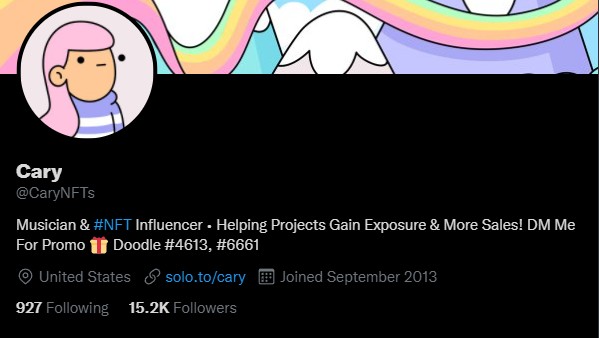 Cary
@CaryNFTs
Musician & #NFT Influencer • Helping Projects Gain Exposure & More Sales! DM Me
For Promo 🎁 Doodle #4613, #6661
United States solo.to/cary Joined September 2013
927 Following 15.2K Followers